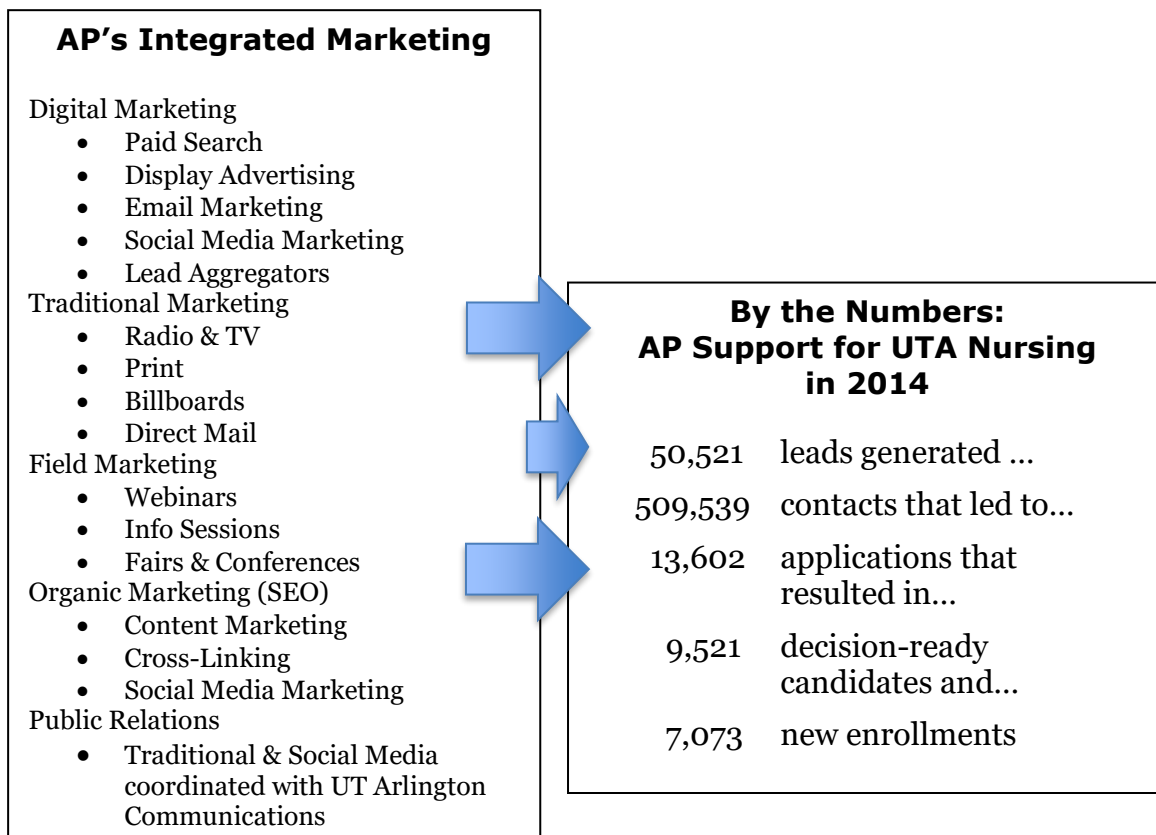 AP’s Integrated Marketing
Digital Marketing
• Paid Search
• Display Advertising
• Email Marketing
• Social Media Marketing
• Lead Aggregators
Traditional Marketing
• Radio & TV
• Print
• Billboards
• Direct Mail
Field Marketing
• Webinars
• Info Sessions
• Fairs & Conferences
Organic Marketing (SEO)
• Content Marketing
• Cross-Linking
• Social Media Marketing
Public Relations
• Traditional & Social Media
coordinated with UT Arlington
Communications
By the Numbers:
AP Support for UTA Nursing
in 2014
50,521 leads generated …
509,539 contacts that led to…
13,602 applications that
resulted in…
9,521 decision-ready
candidates and…
7,073 new enrollments